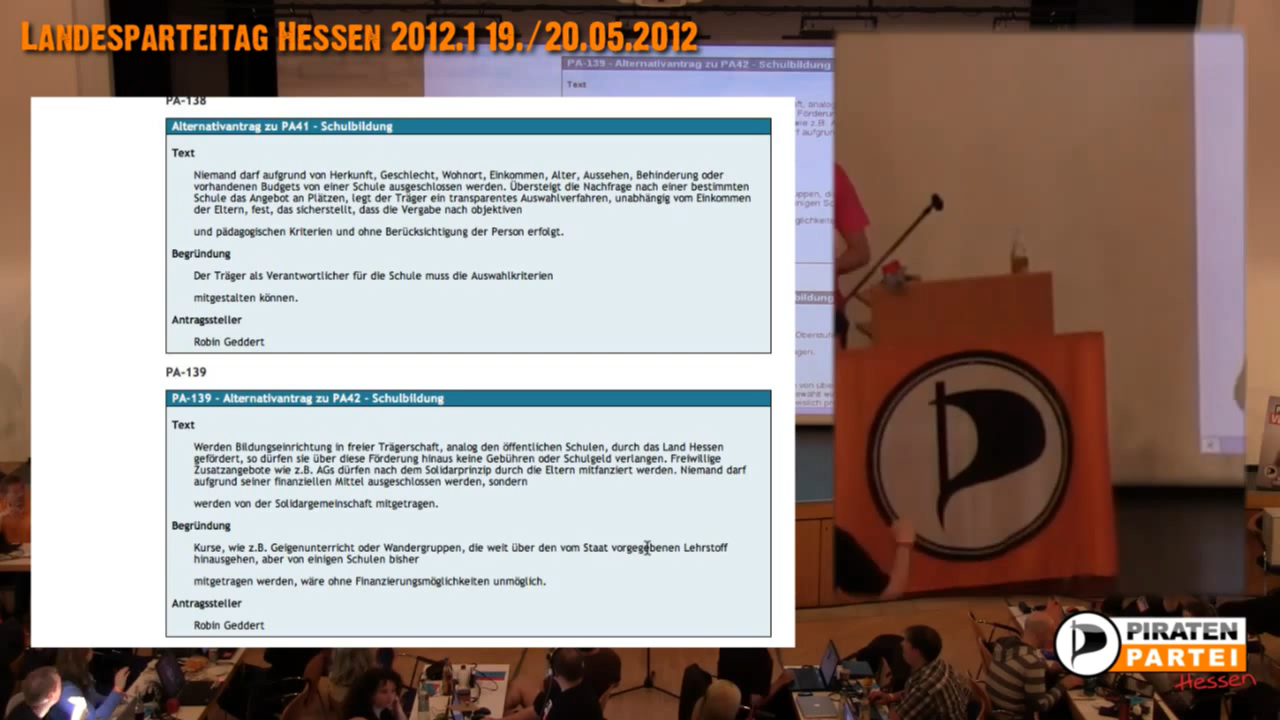 LANDESPARTEITAG HESSEN 2012.1 19./20.05.2012
PA-139 - Alternativantrag zu PA42 - Schulbildung
Text
PA-138
Alternativantrag zu PA41 - Schulbildung
Text
Niemand darf aufgrund von Herkunft, Geschlecht, Wohnort, Einkommen, Alter, Aussehen, Behinderung oder
vorhandenen Budgets von einer Schule ausgeschlossen werden. Übersteigt die Nachfrage nach einer bestimmten
Schule das Angebot an Plätzen, legt der Träger ein transparentes Auswahlverfahren, unabhängig vom Einkommen
der Eltern, fest, das sicherstellt, dass die Vergabe nach objektiven
und pädagogischen Kriterien und ohne Berücksichtigung der Person erfolgt.
Begründung
Der Träger als Verantwortlicher für die Schule muss die Auswahlkriterien
mitgestalten können.
Antragssteller
Robin Geddert
PA-139
PA-139 - Alternativantrag zu PA42 - Schulbildung
Text
Werden Bildungseinrichtung in freier Trägerschaft, analog den öffentlichen Schulen, durch das Land Hessen
gefördert, so dürfen sie über diese Förderung hinaus keine Gebühren oder Schulgeld verlangen. Freiwillige
Zusatzangebote wie z.B. AGs dürfen nach dem Solidarprinzip durch die Eltern mitfanziert werden. Niemand darf
aufgrund seiner finanziellen Mittel ausgeschlossen werden, sondern
werden von der Solidargemeinschaft mitgetragen.
Begründung
Kurse, wie z.B. Geigenunterricht oder Wandergruppen, die weit über den vom Staat vorgegebenen Lehrstoff
hinausgehen, aber von einigen Schulen bisher
mitgetragen werden, wäre ohne Finanzierungsmöglichkeiten unmöglich.
Antragssteller
Robin Geddert
PIRATEN
PARTEI
Hessen